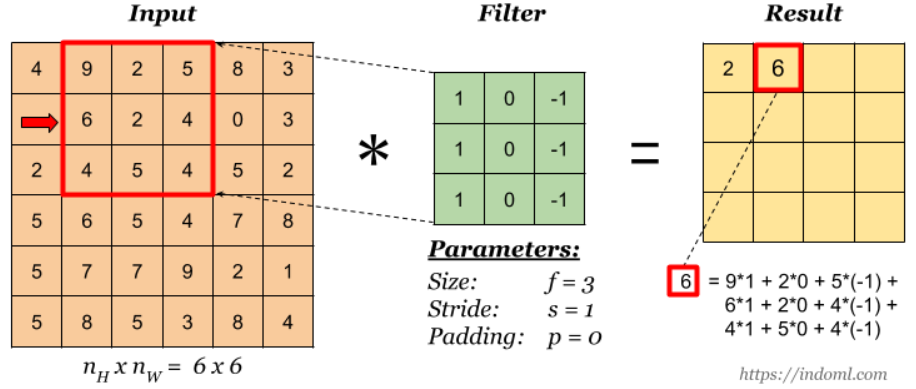 Input Filter Result
4 9 2 5 8 3
6 2 4 0 3
2 4 5 4 5 2
5 6 5 4 7 8
5 7 7 9 2 1
5 8 5 3 8 4
n_H x n_W = 6 x 6
*
1 0 -1
1 0 -1
1 0 -1
Parameters:
Size: f = 3
Stride: s = 1
Padding: p = 0
=
2 6
6 = 9*1 + 2*0 + 5*(-1) +
6*1 + 2*0 + 4*(-1) +
4*1 + 5*0 + 4*(-1)
https://indoml.com